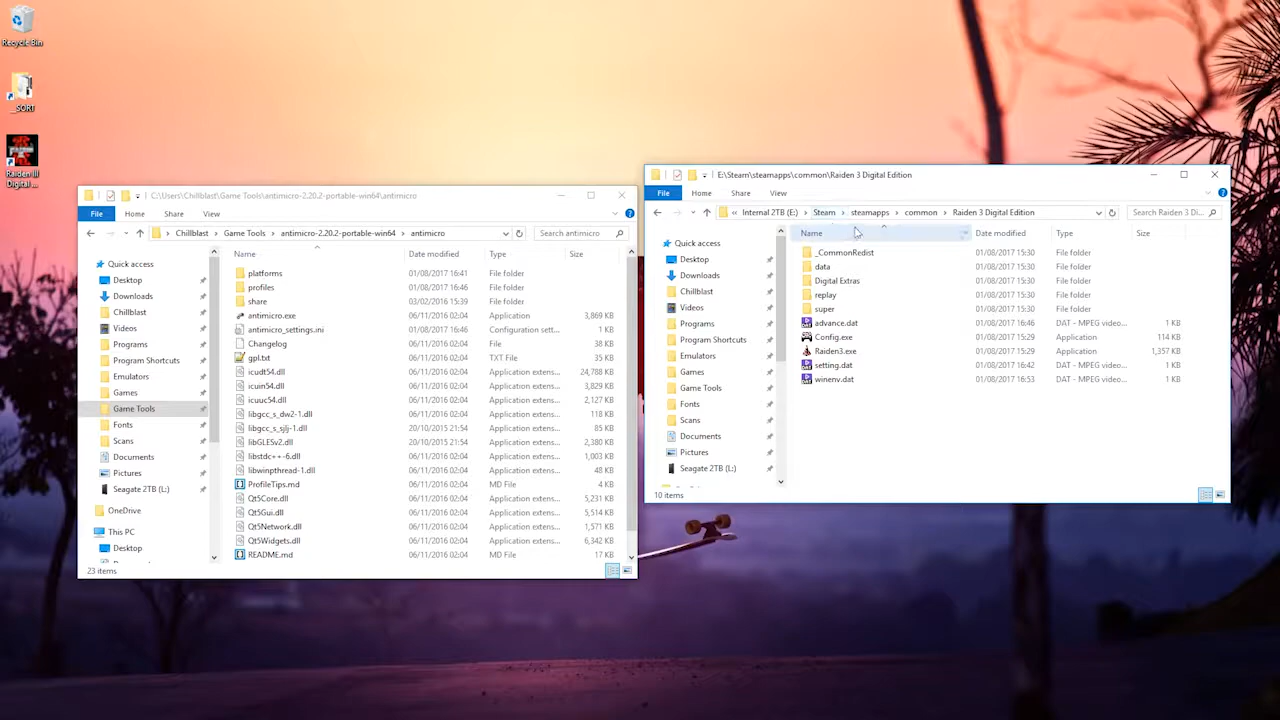 Recycle Bin
__SORT
Raiden III
Digital ...
C:\Users\Chillblast\Game Tools\antimicro-2.20.2-portable-win64\antimicro
File Home Share View
Chillblast Game Tools antimicro-2.20.2-portable-win64 antimicro
Search antimicro
Name Date modified Type Size
Quick access
Desktop
Downloads
Chillblast
Videos
Programs
Program Shortcuts
Emulators
Games
Game Tools
Fonts
Scans
Documents
Pictures
Seagate 2TB (L:)
OneDrive
This PC
Desktop
platforms 01/08/2017 16:41 File folder
profiles 01/08/2017 16:46 File folder
share 03/02/2016 15:39 File folder
antimicro.exe 06/11/2016 02:04 Application 3,869 KB
antimicro_settings.ini 01/08/2017 16:46 Configuration sett... 1 KB
Changelog 06/11/2016 02:04 File 38 KB
gpl.txt 06/11/2016 02:04 TXT File 35 KB
icudt54.dll 06/11/2016 02:04 Application extens... 24,788 KB
icuin54.dll 06/11/2016 02:04 Application extens... 3,829 KB
icuuc54.dll 06/11/2016 02:04 Application extens... 2,127 KB
libgcc_s_dw2-1.dll 06/11/2016 02:04 Application extens... 118 KB
libgcc_s_sjlj-1.dll 20/10/2015 21:54 Application extens... 85 KB
libGLESv2.dll 20/10/2015 21:54 Application extens... 2,380 KB
libstdc++-6.dll 06/11/2016 02:04 Application extens... 1,003 KB
libwinpthread-1.dll 06/11/2016 02:04 Application extens... 48 KB
ProfileTips.md 06/11/2016 02:04 MD File 4 KB
Qt5Core.dll 06/11/2016 02:04 Application extens... 5,231 KB
Qt5Gui.dll 06/11/2016 02:04 Application extens... 5,514 KB
Qt5Network.dll 06/11/2016 02:04 Application extens... 1,571 KB
Qt5Widgets.dll 06/11/2016 02:04 Application extens... 6,342 KB
README.md 06/11/2016 02:04 MD File 17 KB
23 items
E:\Steam\steamapps\common\Raiden 3 Digital Edition
File Home Share View
« Internal 2TB (E:) Steam steamapps common Raiden 3 Digital Edition
Search Raiden 3 Di...
Name Date modified Type Size
Quick access
Desktop
Downloads
Chillblast
Videos
Programs
Program Shortcuts
Emulators
Games
Game Tools
Fonts
Scans
Documents
Pictures
Seagate 2TB (L:)
_CommonRedist 01/08/2017 15:30 File folder
data 01/08/2017 15:30 File folder
Digital Extras 01/08/2017 15:30 File folder
replay 01/08/2017 15:30 File folder
super 01/08/2017 15:30 File folder
advance.dat 01/08/2017 16:46 DAT - MPEG video... 1 KB
Config.exe 01/08/2017 15:29 Application 114 KB
Raiden3.exe 01/08/2017 15:29 Application 1,357 KB
setting.dat 01/08/2017 16:42 DAT - MPEG video... 1 KB
winenv.dat 01/08/2017 16:53 DAT - MPEG video... 1 KB
10 items